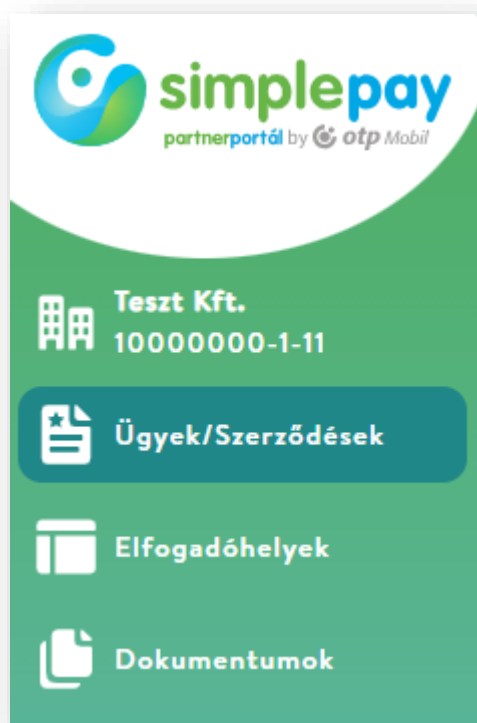 simplepay
partnerportál by otp Mobil
Teszt Kft.
10000000-1-11
Ügyek/Szerződések
Elfogadóhelyek
Dokumentumok